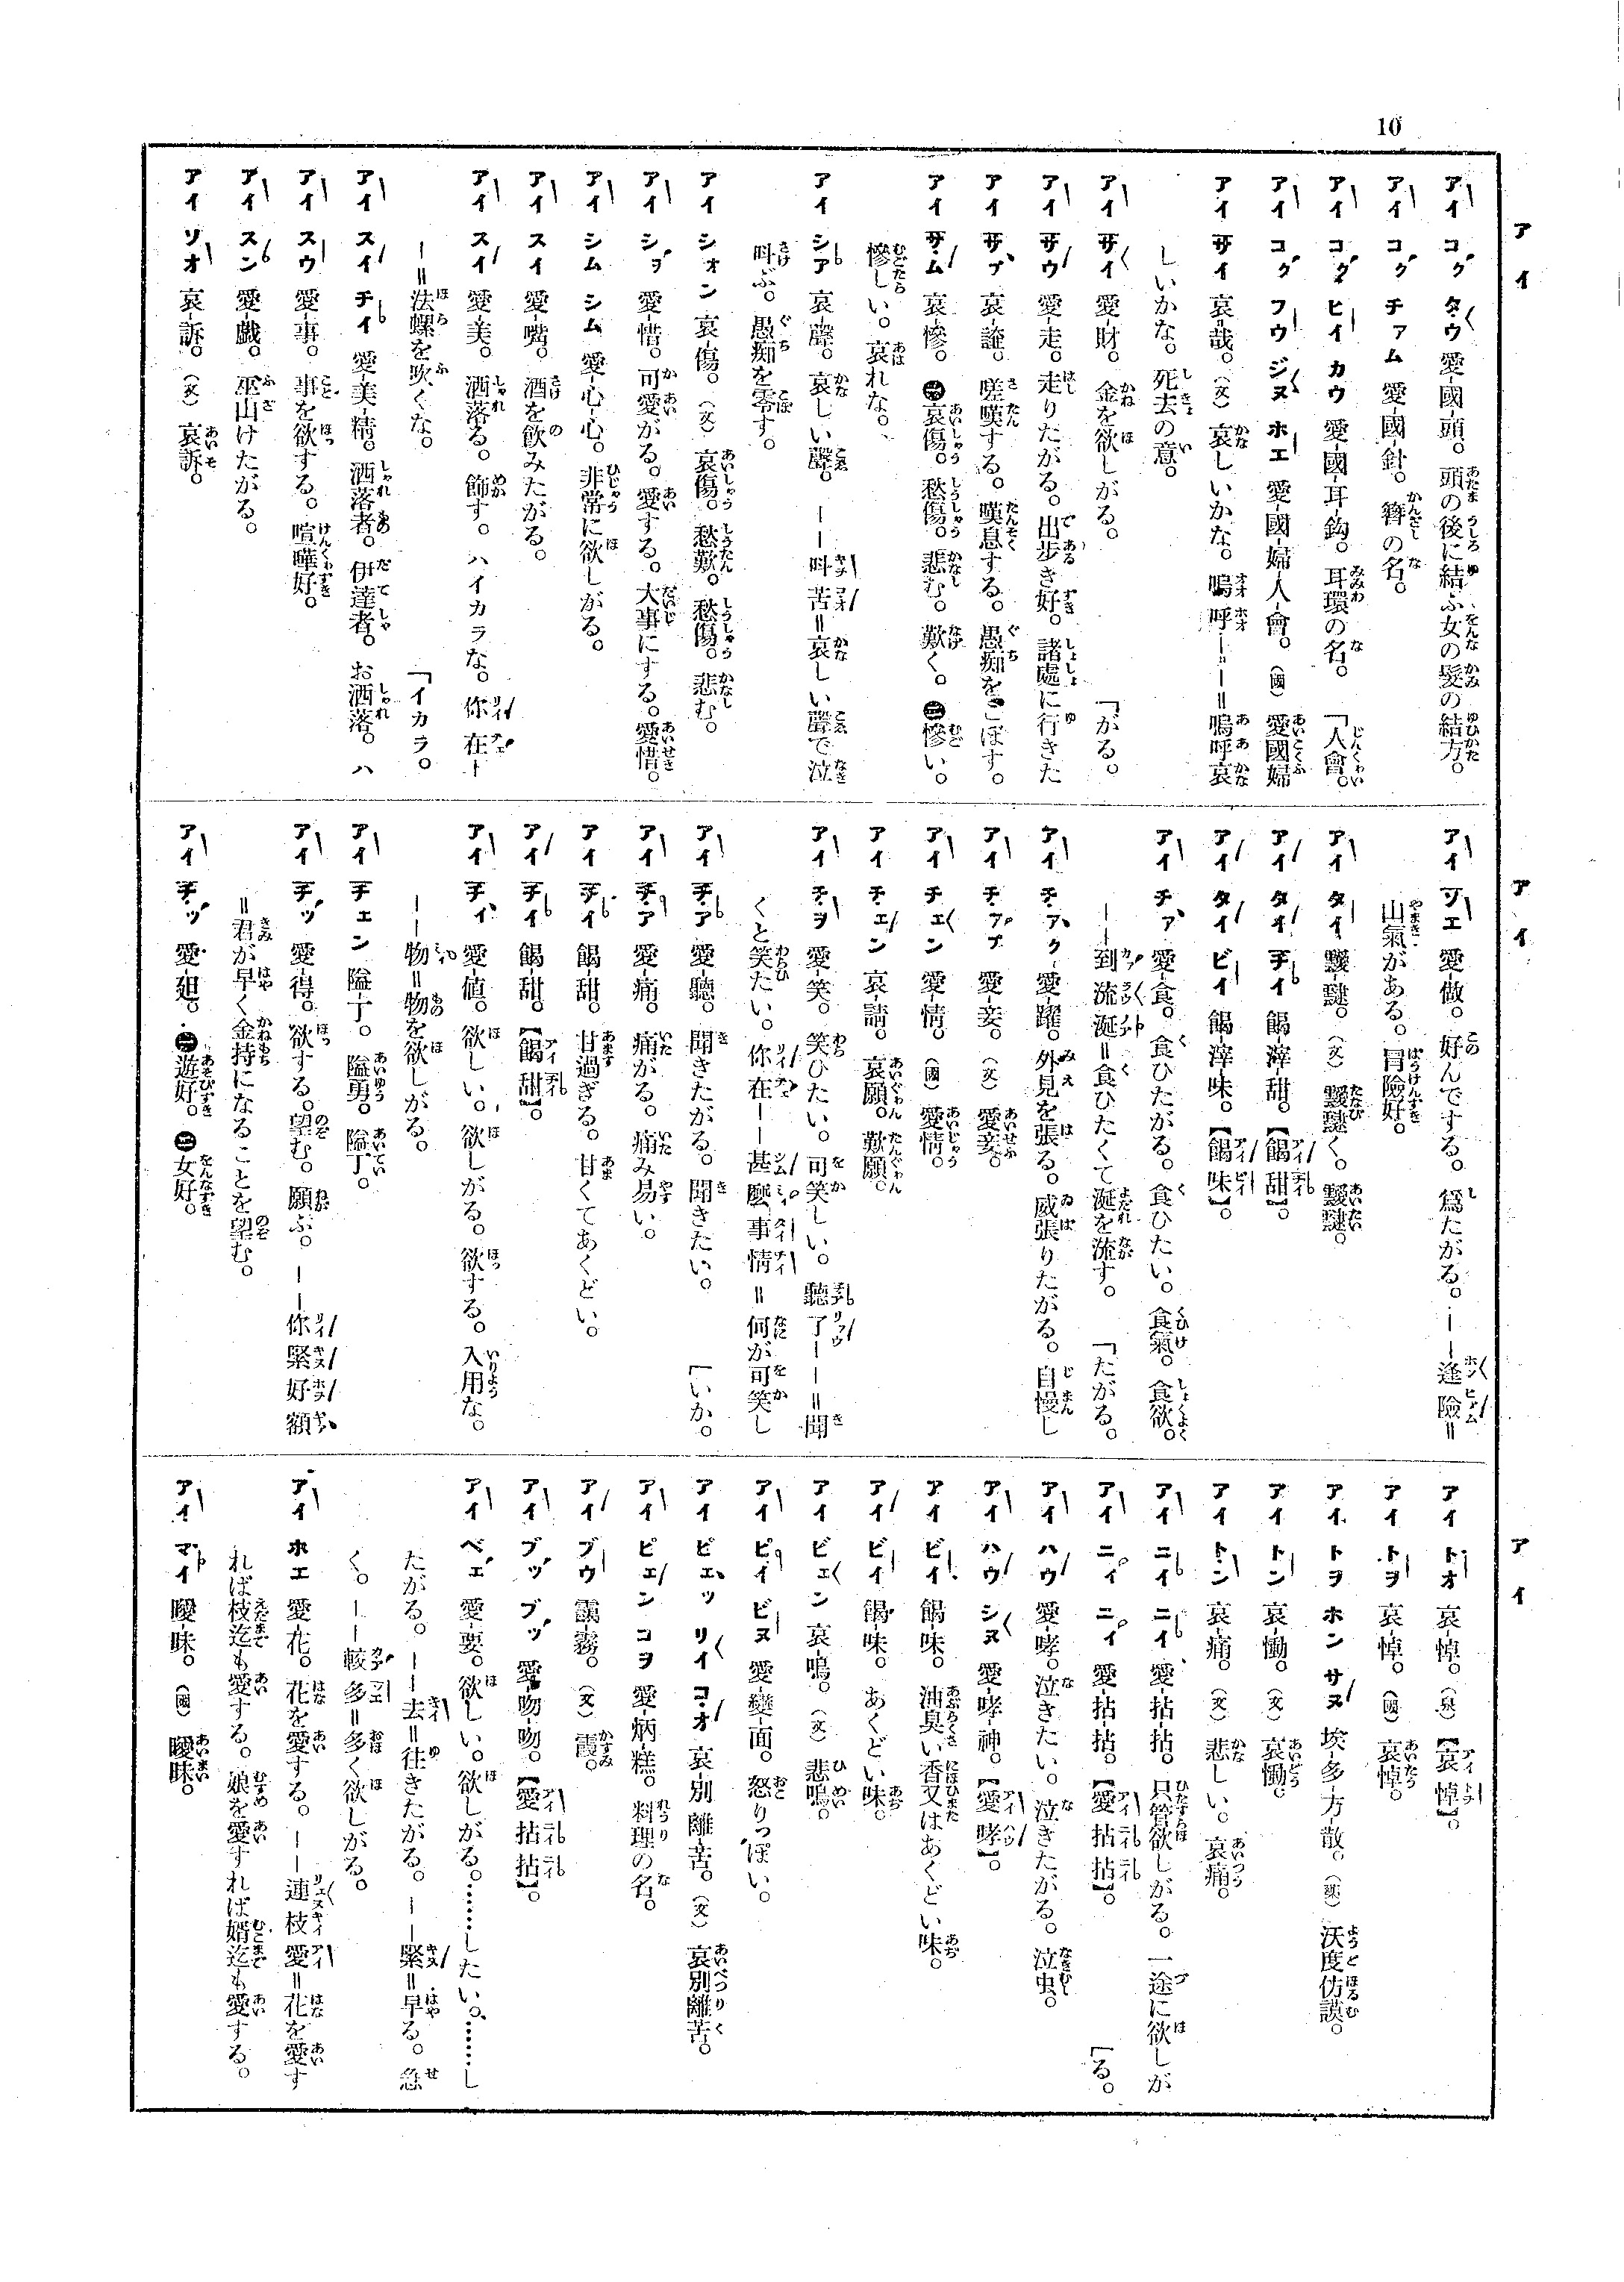 10
アイ
アイ コグ タウ 愛-國-頭。頭の後に結ふ女の髮の結方。
アイ コグ チァム 愛-國-針。簪の名。
アイ コグ ヒイ カウ 愛-國-耳-鈎。耳環の名。 「人會。
アイ コグ フウ ジヌ ホエ 愛-國-婦-人-會。(國) 愛國婦
アイ サイ 哀-哉。(文) 哀しいかな。 嗚呼――=嗚呼哀
しいかな。死去の意。
アイ サイ 愛-財。金を欲しがる。 「がる。
アイ サウ 愛-走。走りたがる。出歩き好。諸處に行きた
アイ サプ 哀-𧬨。嗟嘆する。嘆息する。愚痴をこぼす。
アイ サム 哀-慘。㊀哀傷。愁傷。悲む。歎く。㊁慘い。
慘しい。哀れな。
アイ シア 哀-聲。哀しい聲。 ――呌苦=哀しい聲で泣
呌ぶ。愚痴を零す。
アイ シォン 哀-傷。(文) 哀傷。愁歎。愁傷。悲む。
アイ シヲ 愛-惜。可愛がる。愛する。大事にする。愛惜。
アイ シム シム 愛-心-心。非常に欲しがる。
アイ スイ 愛-嘴。酒を飮みたがる。
アイ スイ 愛-美。洒落る。飾す。ハイカラな。你在―
―=法螺を吹くな。 「イカラ。
アイ スイ チイ 愛-美-精。洒落者。伊達者。お洒落。ハ
アイ スウ 愛-事。事を欲する。喧嘩好。
アイ スン 愛-戲。巫山けたがる。
アイ ソオ 哀-訴。(文) 哀訴。
アイ
アイ ソエ 愛-做。好んでする。爲たがる。――逢險=
山氣がある。冒險好。
アイ タイ 靉-靆。(文) 靉靆く。靉靆。
アイ タイ チイ 餲-滓-甜。【餲甜】。
アイ タイ ビイ 餲-滓-味。【餲味】。
アイ チァ 愛-食。食ひたがる。食ひたい。食氣。食欲。
――到流涎=食ひたくて涎を流す。 「たがる。
アイ チアク 愛-躍。外見を張る。威張りたがる。自慢し
アイ チアプ 愛-妾。(文) 愛妾。
アイ チェン 愛-情。(國) 愛情。
アイ チェン 哀-請。哀願。歎願。
アイ チヲ 愛-笑。笑ひたい。可笑しい。 聽了――=聞
くと笑たい。 你在――甚麼事情=何が可笑し
アイ チア 愛-聽。聞きたがる。聞きたい。 「いか。
アイ チア 愛-痛。痛がる。痛み易い。
アイ チイ 餲-甜。甘過ぎる。甘くてあくどい。
アイ チイ 餲-甜。【餲甜】。
アイ チイ 愛-値。欲しい。欲しがる。欲する。入用な。
――物=物を欲しがる。
アイ チェン 隘-丁。隘勇。隘丁。
アイ チッ 愛-得。欲する。望む。願ぶ。――你緊好額
=君が早く金持になることを望む。
アイ チッ 愛-𨑨。㊀遊好。㊁女好。
アイ
アイ トオ 哀-悼。(泉) 【哀悼】。
アイ トヲ 哀-悼。(國) 哀悼。
アイ トヲ ホン サヌ 埃-多-方-散。(藥) 沃度仿謨。
アイ トン 哀-慟。(文) 哀慟。
アイ トン 哀-痛。(文) 悲しい。哀痛。
アイ ニイ ニイ 愛-拈-拈。只管欲しがる。一途に欲しが
アイ ニイ ニイ 愛-拈-拈。【愛拈拈】。 「る。
アイ ハウ 愛-哮。泣きたい。泣きたがる。泣虫。
アイ ハウ シヌ 愛-哮-神。【愛哮】。
アイ ビイ 餲-味。油臭い香又はあくどい味。
アイ ビイ 餲-味。あくどい味。
アイ ビェン 哀-鳴。(文) 悲鳴。
アイ ピイ ビヌ 愛-變-面。怒りっぽい。
アイ ピエッ リイ コオ 哀-別-離-苦。(文) 哀別離苦。
アイ ピエン コヲ 愛-炳-糕。料理の名。
アイ ブウ 靄-霧。(文) 霞。
アイ ブッ ブッ 愛-吻-吻。【愛拈拈】。
アイ ベェ 愛-要。欲しい。欲しがる。……したい。……し
たがる。 ――去=往きたがる。 ――緊=早る。急
く。 ――較多=多く欲しがる。
アイ ホエ 愛-花。花を愛する。 ――連枝愛=花を愛す
れば枝迄も愛する。娘を愛すれば婿迄も愛する。
アイ マイ 曖-昧。(國) 曖昧。